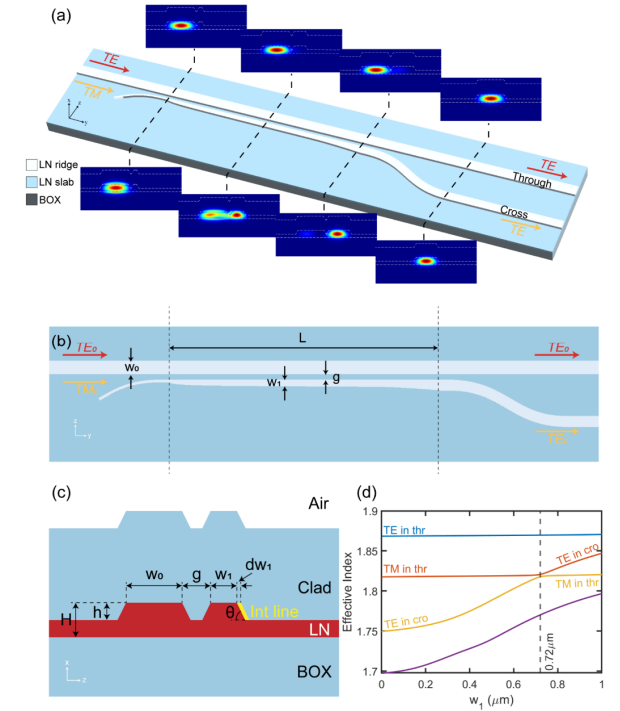 (a)
TE
TM
x
z
y
LN ridge
LN slab
BOX
TE
Through
Cross
TE
(b)
L
TE₀
TE₀
w₀
w₁
g
TM₀
z
y
TE₀
(c)
Air
dw₁
w₀
g
w₁
Clad
H
h
θ
Int line
LN
BOX
x
z
(d)
Effective Index
1.9
1.85
1.8
1.75
1.7
TE in thr
TE in cro
TM in thr
TM in thr
TE in cro
0.72μm
0
0.2
0.4
0.6
0.8
1
w₁ (μm)